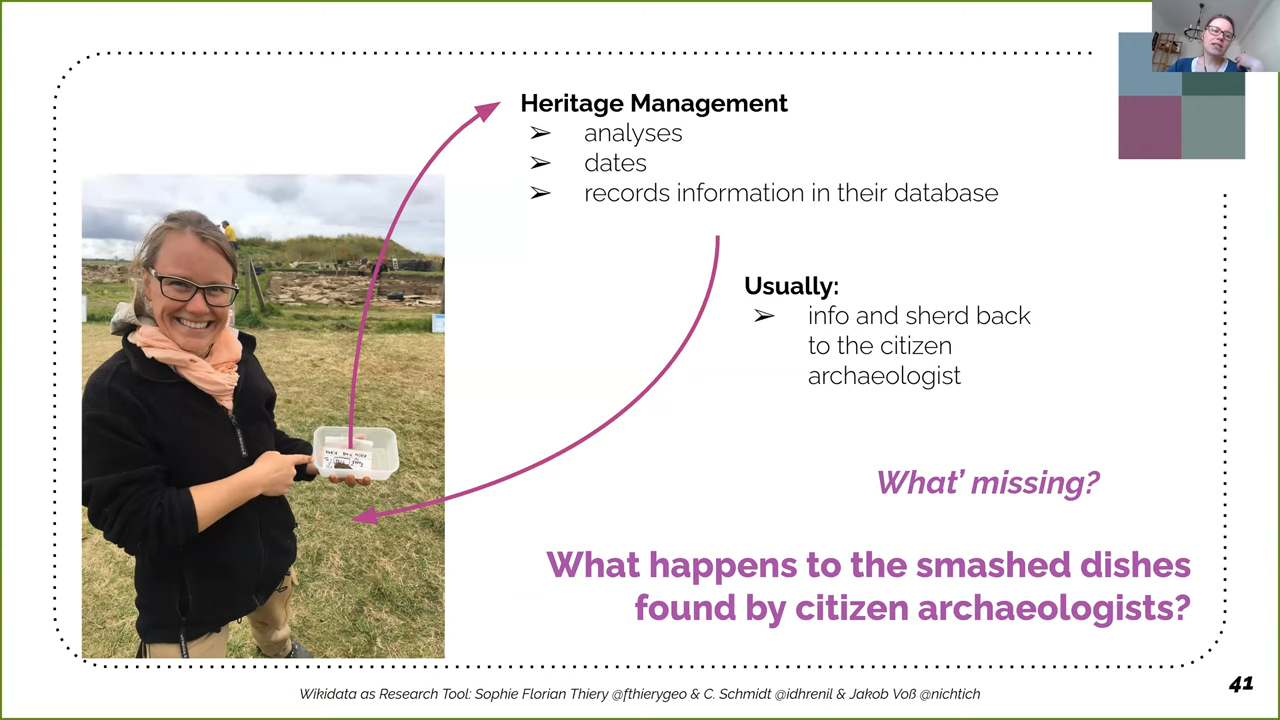 Heritage Management
➢ analyses
➢ dates
➢ records information in their database
Usually:
➢ info and sherd back
to the citizen
archaeologist
What' missing?
What happens to the smashed dishes
found by citizen archaeologists?
Wikidata as Research Tool: Sophie Florian Thiery @fthierygeo & C. Schmidt @idhrenil & Jakob Voß @nichtich
41